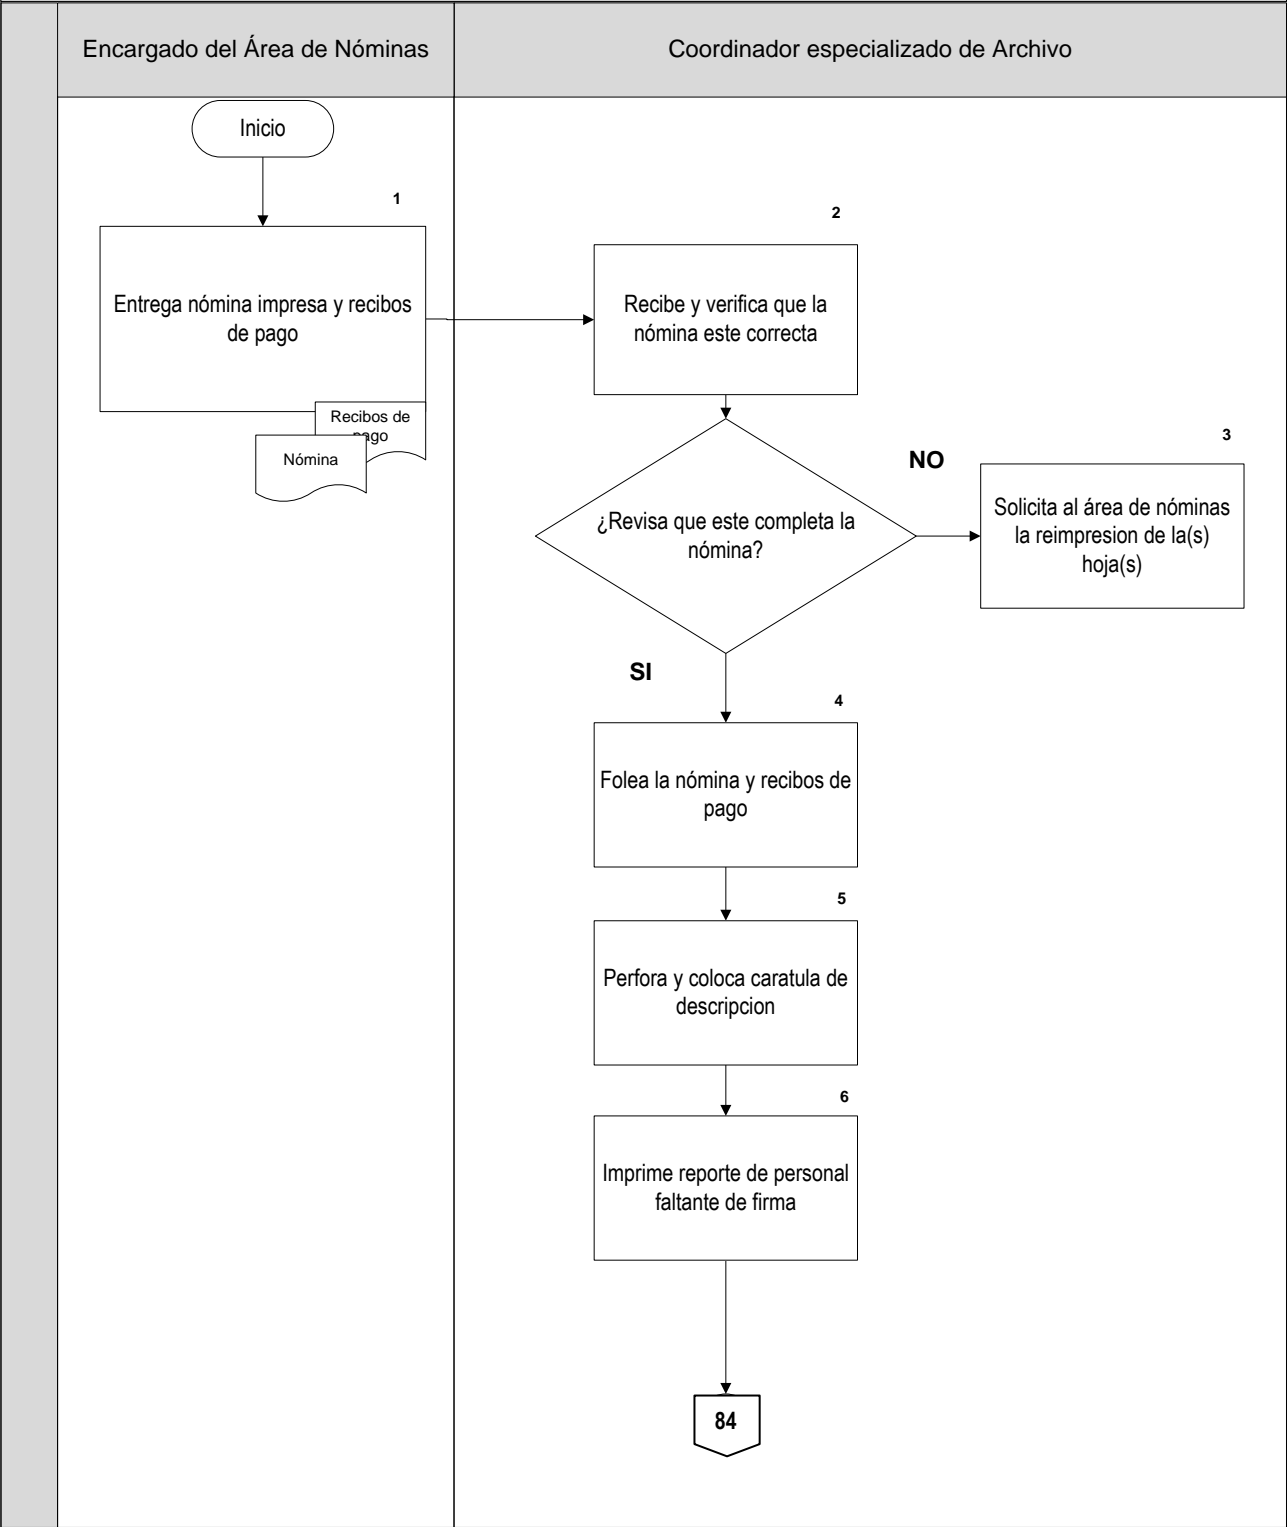 Encargado del Área de Nóminas
Coordinador especializado de Archivo
Inicio
1
Entrega nómina impresa y recibos
de pago
Recibos de
pago
Nómina
2
Recibe y verifica que la
nómina este correcta
¿Revisa que este completa la
nómina?
NO
3
Solicita al área de nóminas
la reimpresion de la(s)
hoja(s)
SI
4
Folea la nómina y recibos de
pago
5
Perfora y coloca caratula de
descripcion
6
Imprime reporte de personal
faltante de firma
84